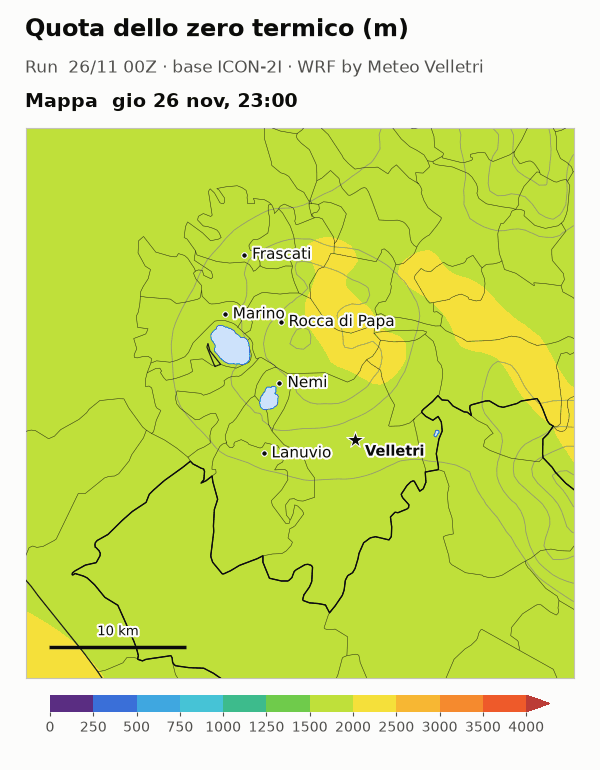 Quota dello zero termico (m)
Run  26/11 00Z · base ICON-2I · WRF by Meteo Velletri
Mappa  gio 26 nov, 23:00
Frascati
Marino
Rocca di Papa
Nemi
Velletri
Lanuvio
10 km
0 250 500 750 1000 1250 1500 2000 2500 3000 3500 4000